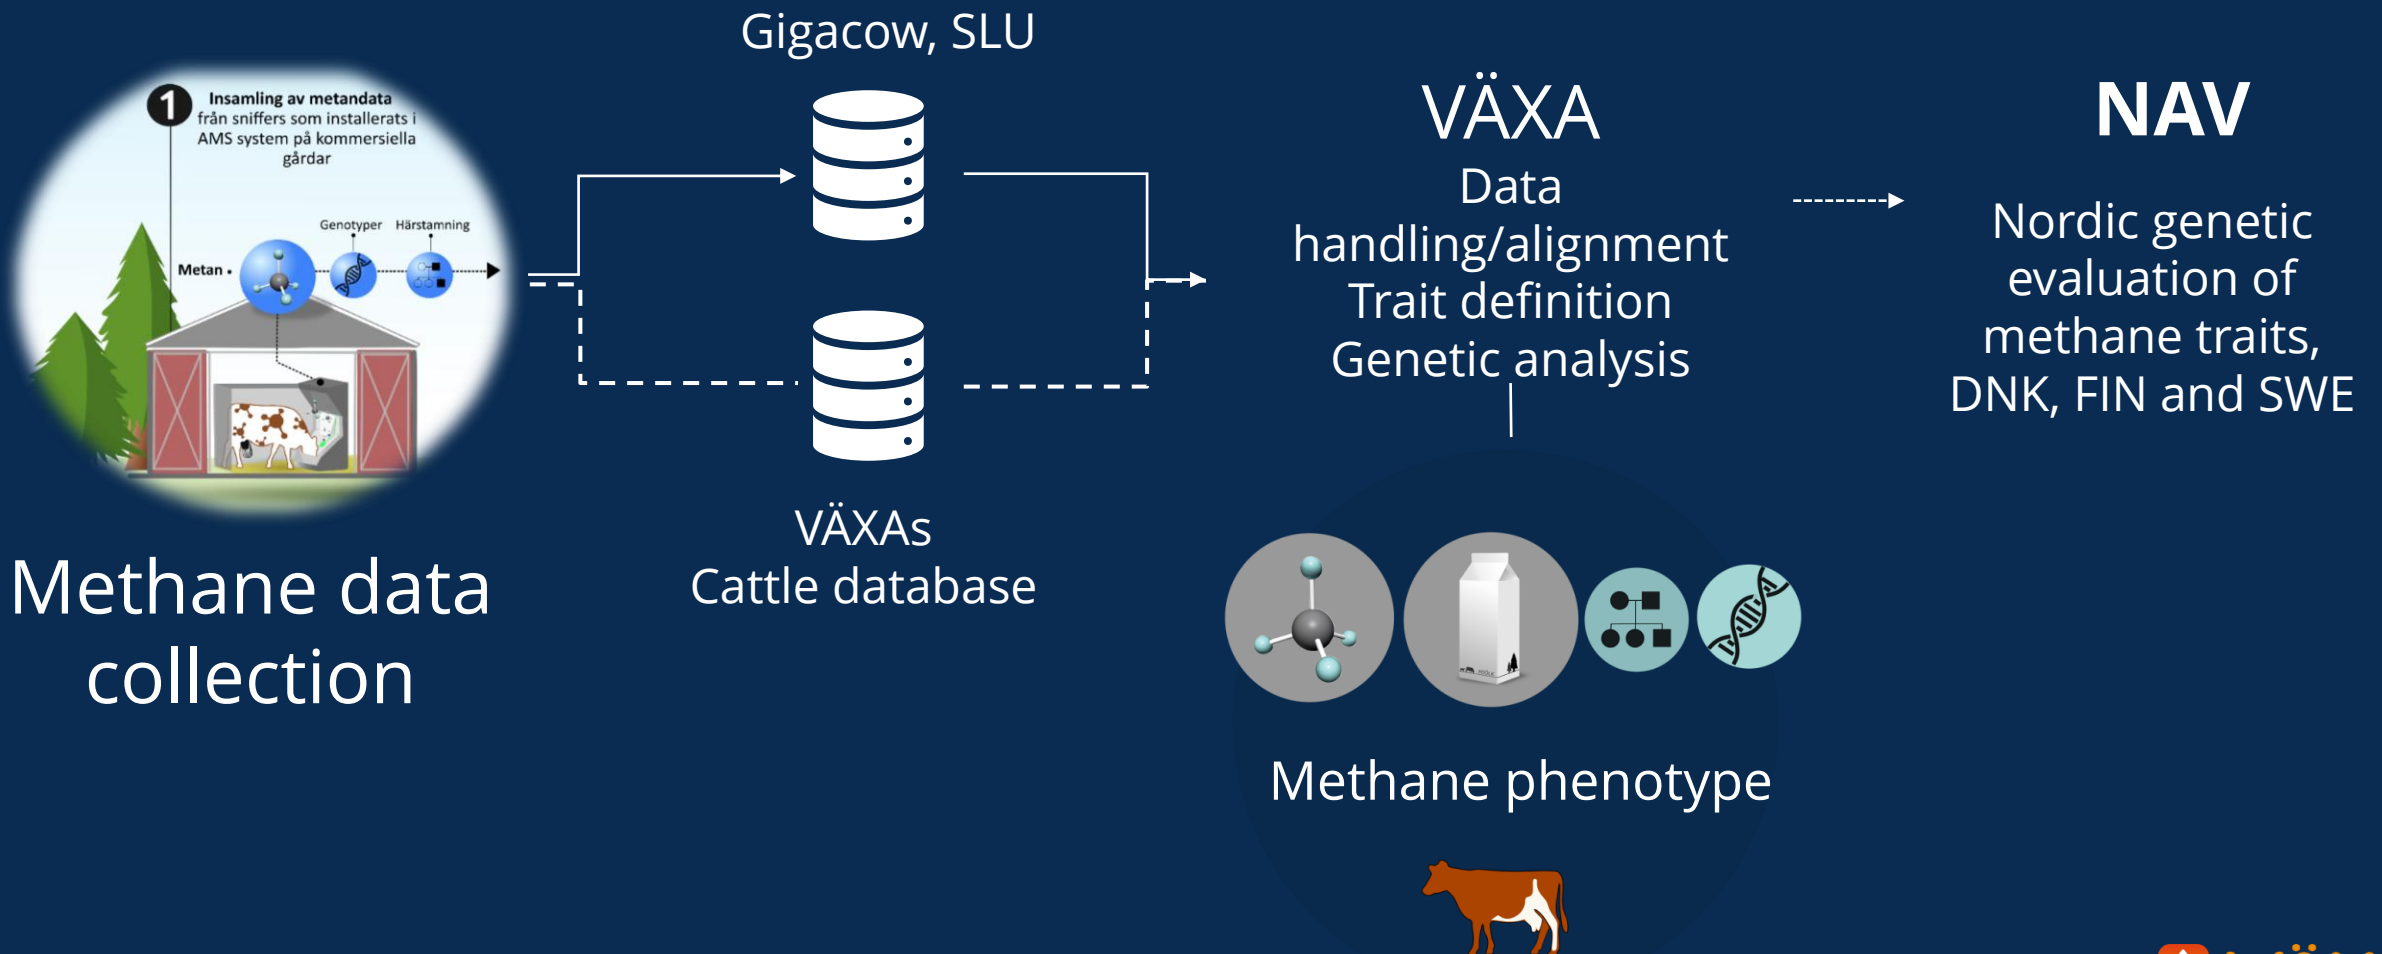 Gigacow, SLU
1
Insamling av metandata
från sniffers som installerats i
AMS system på kommersiella
gårdar
Genotyper Härstamning
Metan
Methane data
collection
VÄXAs
Cattle database
VÄXA
Data
handling/alignment
Trait definition
Genetic analysis
Methane phenotype
NAV
Nordic genetic
evaluation of
methane traits,
DNK, FIN and SWE